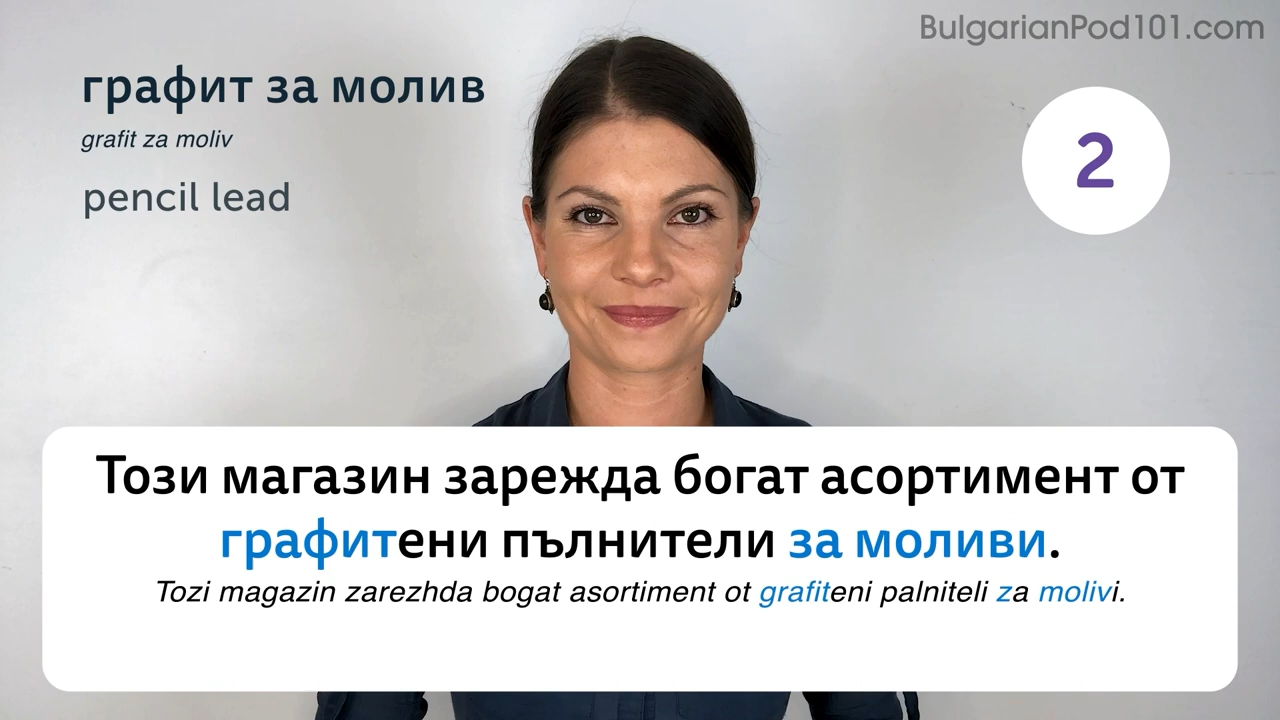 BulgarianPod101.com
графит за молив
grafit za moliv
pencil lead
2
Този магазин зарежда богат асортимент от
графитени пълнители за моливи.
Tozi magazin zarezhda bogat asortiment ot grafiteni palniteli za molivi.